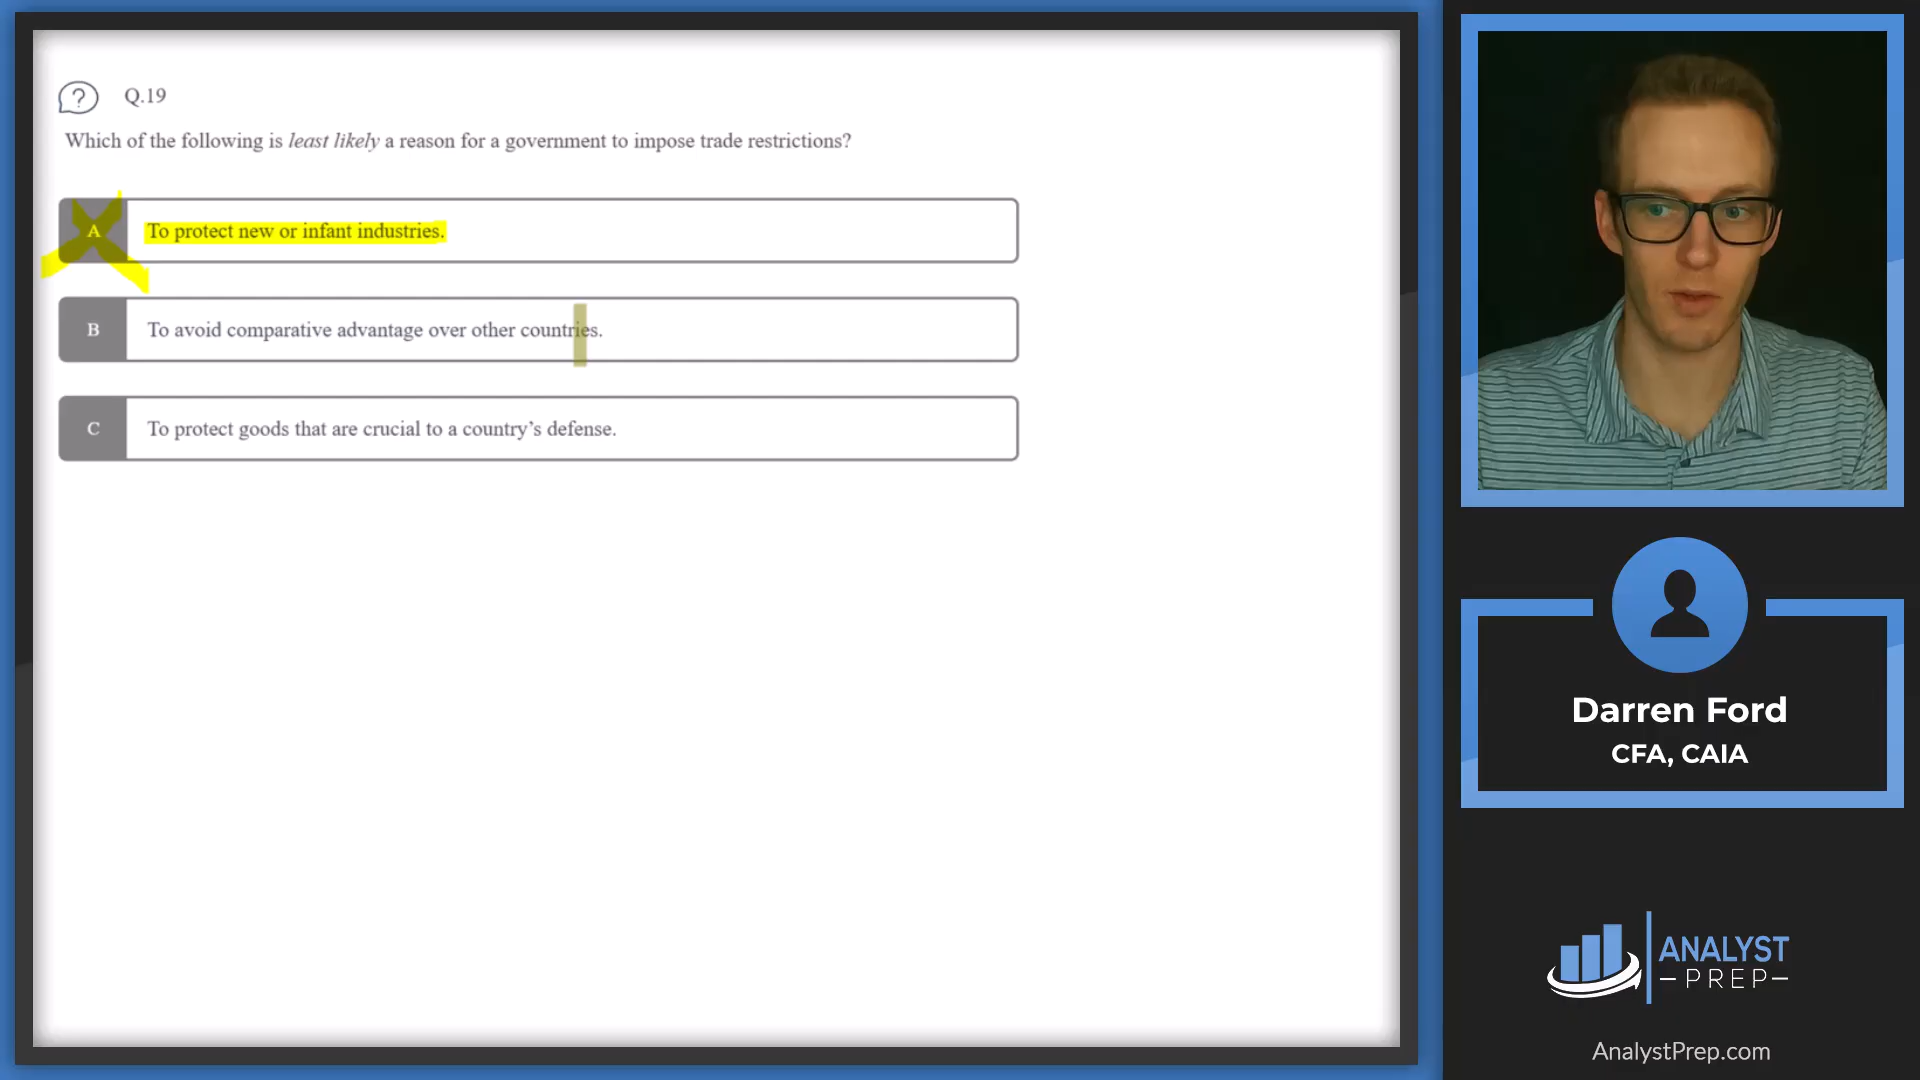 Q.19
Which of the following is least likely a reason for a government to impose trade restrictions?
A
To protect new or infant industries.
B
To avoid comparative advantage over other countries.
C
To protect goods that are crucial to a country’s defense.
Darren Ford
CFA, CAIA
ANALYST
PREP
AnalystPrep.com